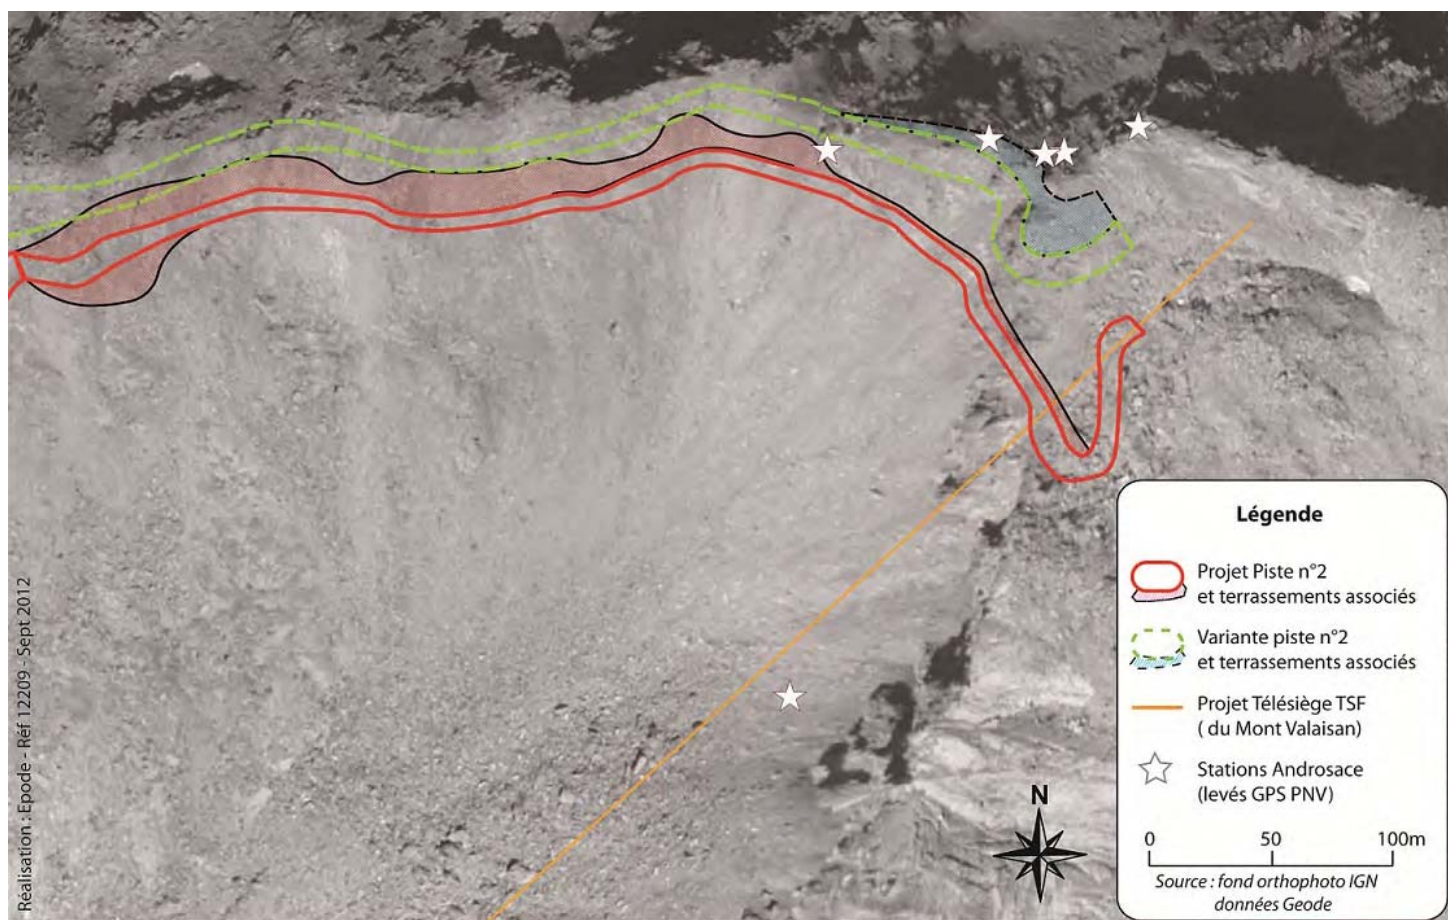 Réalisation : Epode - Réf 12209 - Sept 2012
N
Légende
Projet Piste n°2
et terrassements associés
Variante piste n°2
et terrassements associés
Projet Télésiège TSF
( du Mont Valaisan)
Stations Androsace
(levés GPS PNV)
0 50 100m
Source : fond orthophoto IGN
données Geode